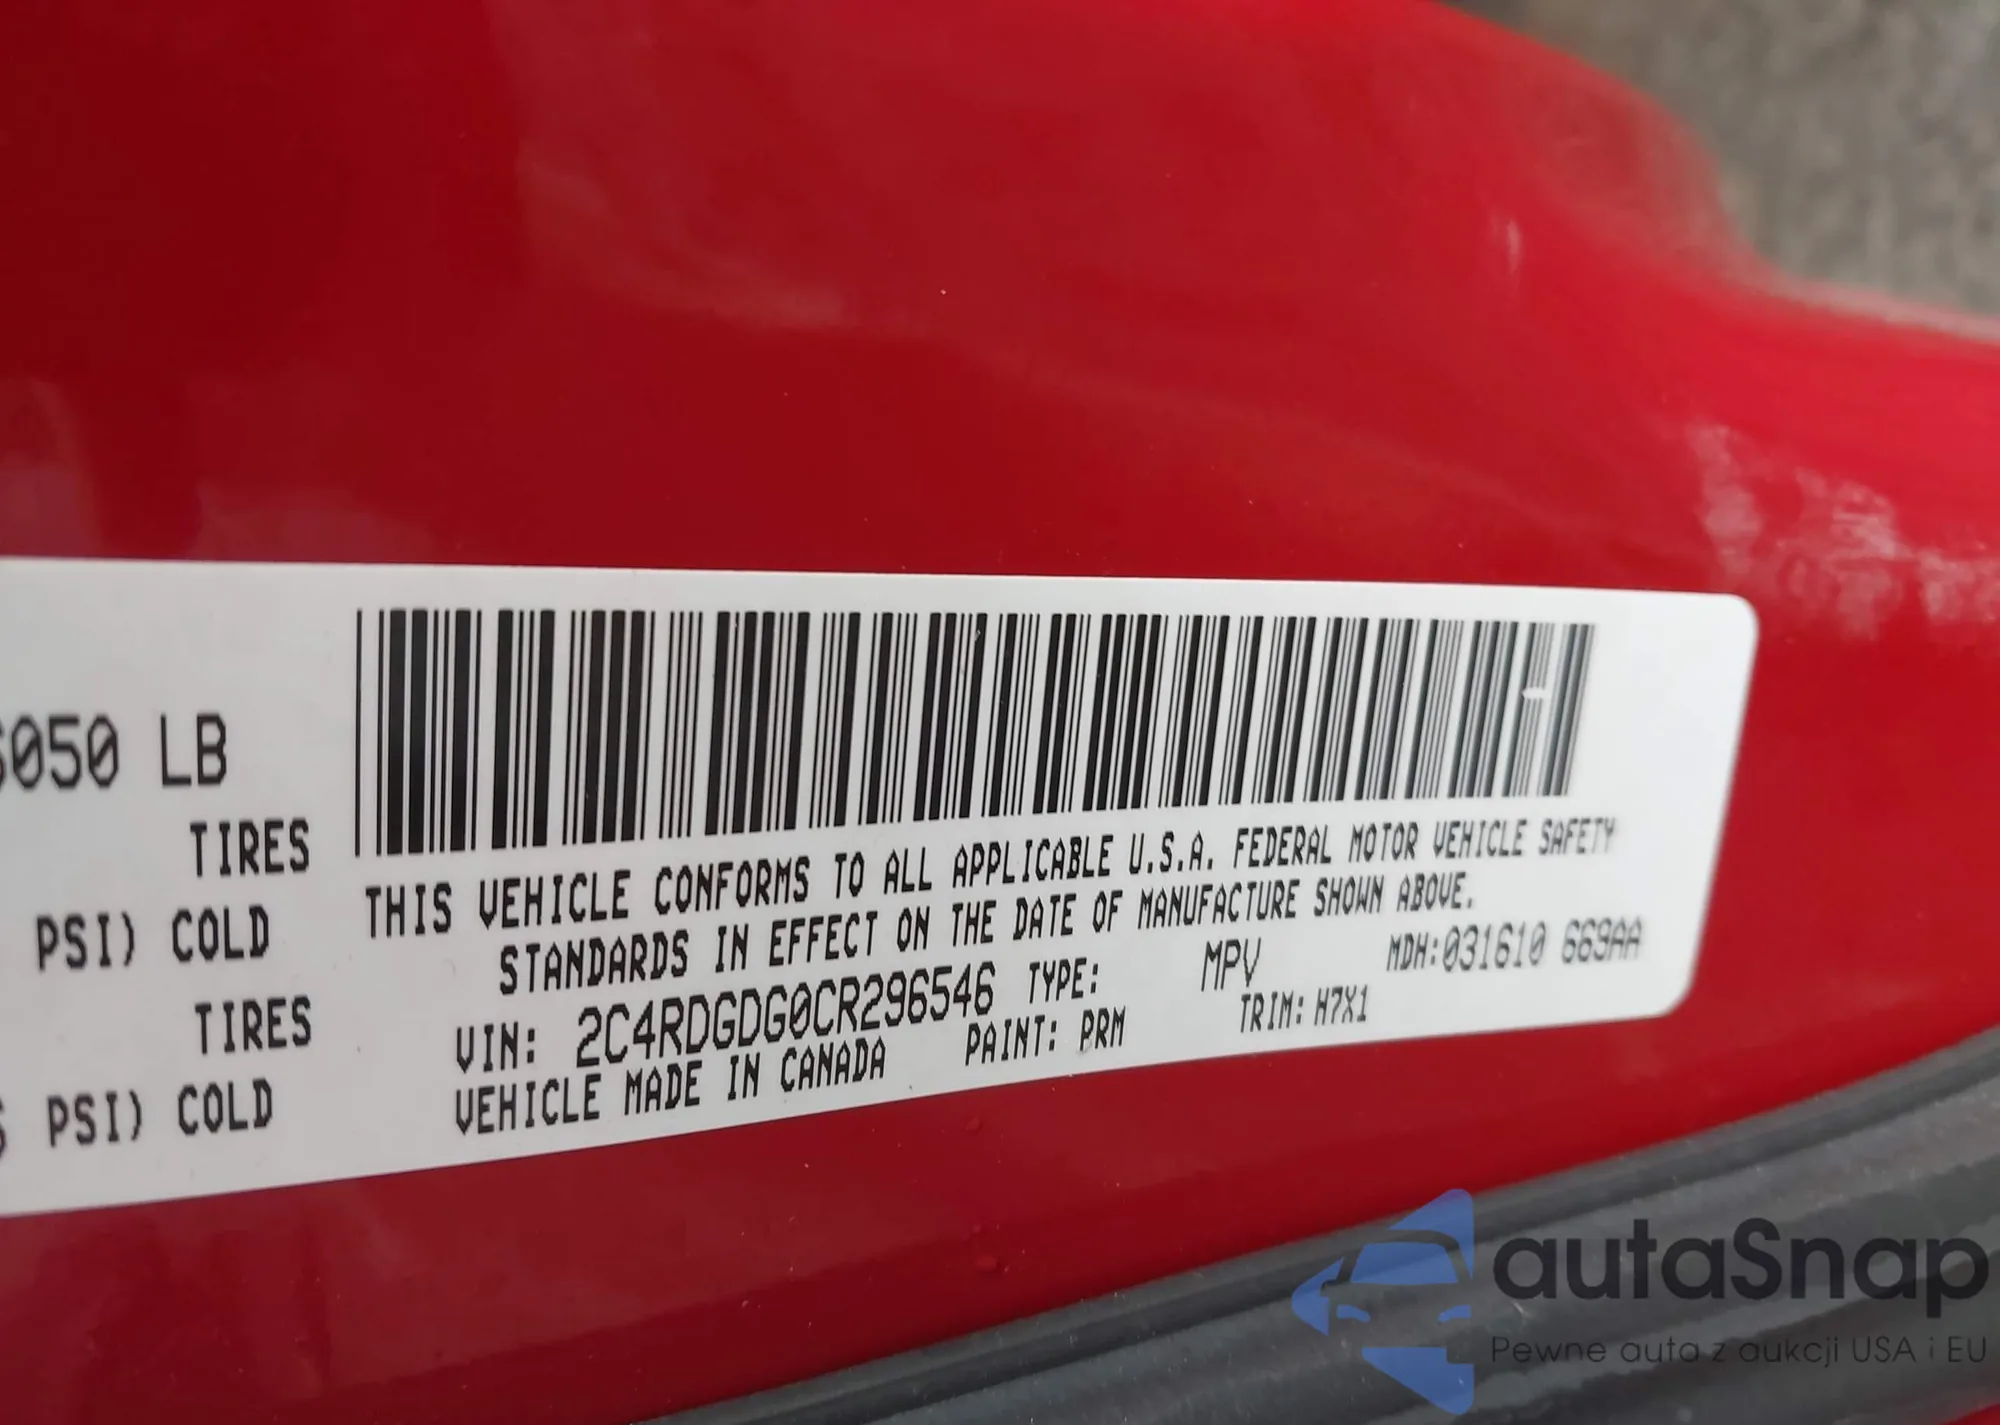 6050 LB
TIRES
PSI) COLD
TIRES
PSI) COLD
THIS VEHICLE CONFORMS TO ALL APPLICABLE U.S.A. FEDERAL MOTOR VEHICLE SAFETY
STANDARDS IN EFFECT ON THE DATE OF MANUFACTURE SHOWN ABOVE.
VIN: 2C4RDGDG0CR296546 TYPE: MPV MDH:031610 669AA
VEHICLE MADE IN CANADA PAINT: PRM TRIM: H7X1
autaSnap
Pewne auta z aukcji USA i EU